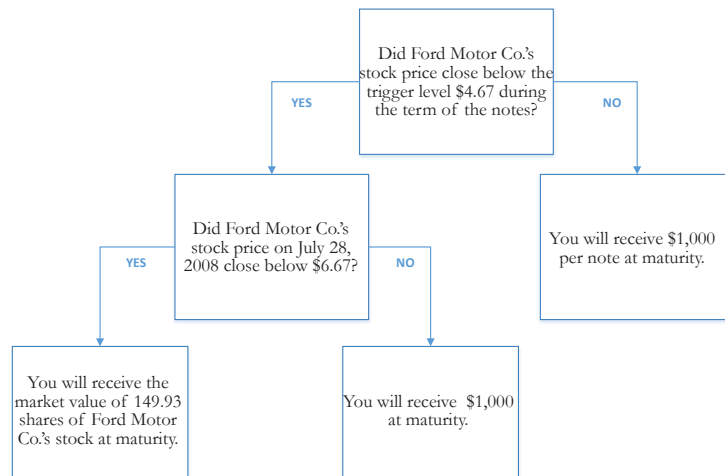 Did Ford Motor Co.'s
stock price close below the
trigger level $4.67 during
the term of the notes?
YES
NO
Did Ford Motor Co.'s
stock price on July 28,
2008 close below $6.67?
You will receive $1,000
per note at maturity.
YES
NO
You will receive the
market value of 149.93
shares of Ford Motor
Co.'s stock at maturity.
You will receive $1,000
at maturity.